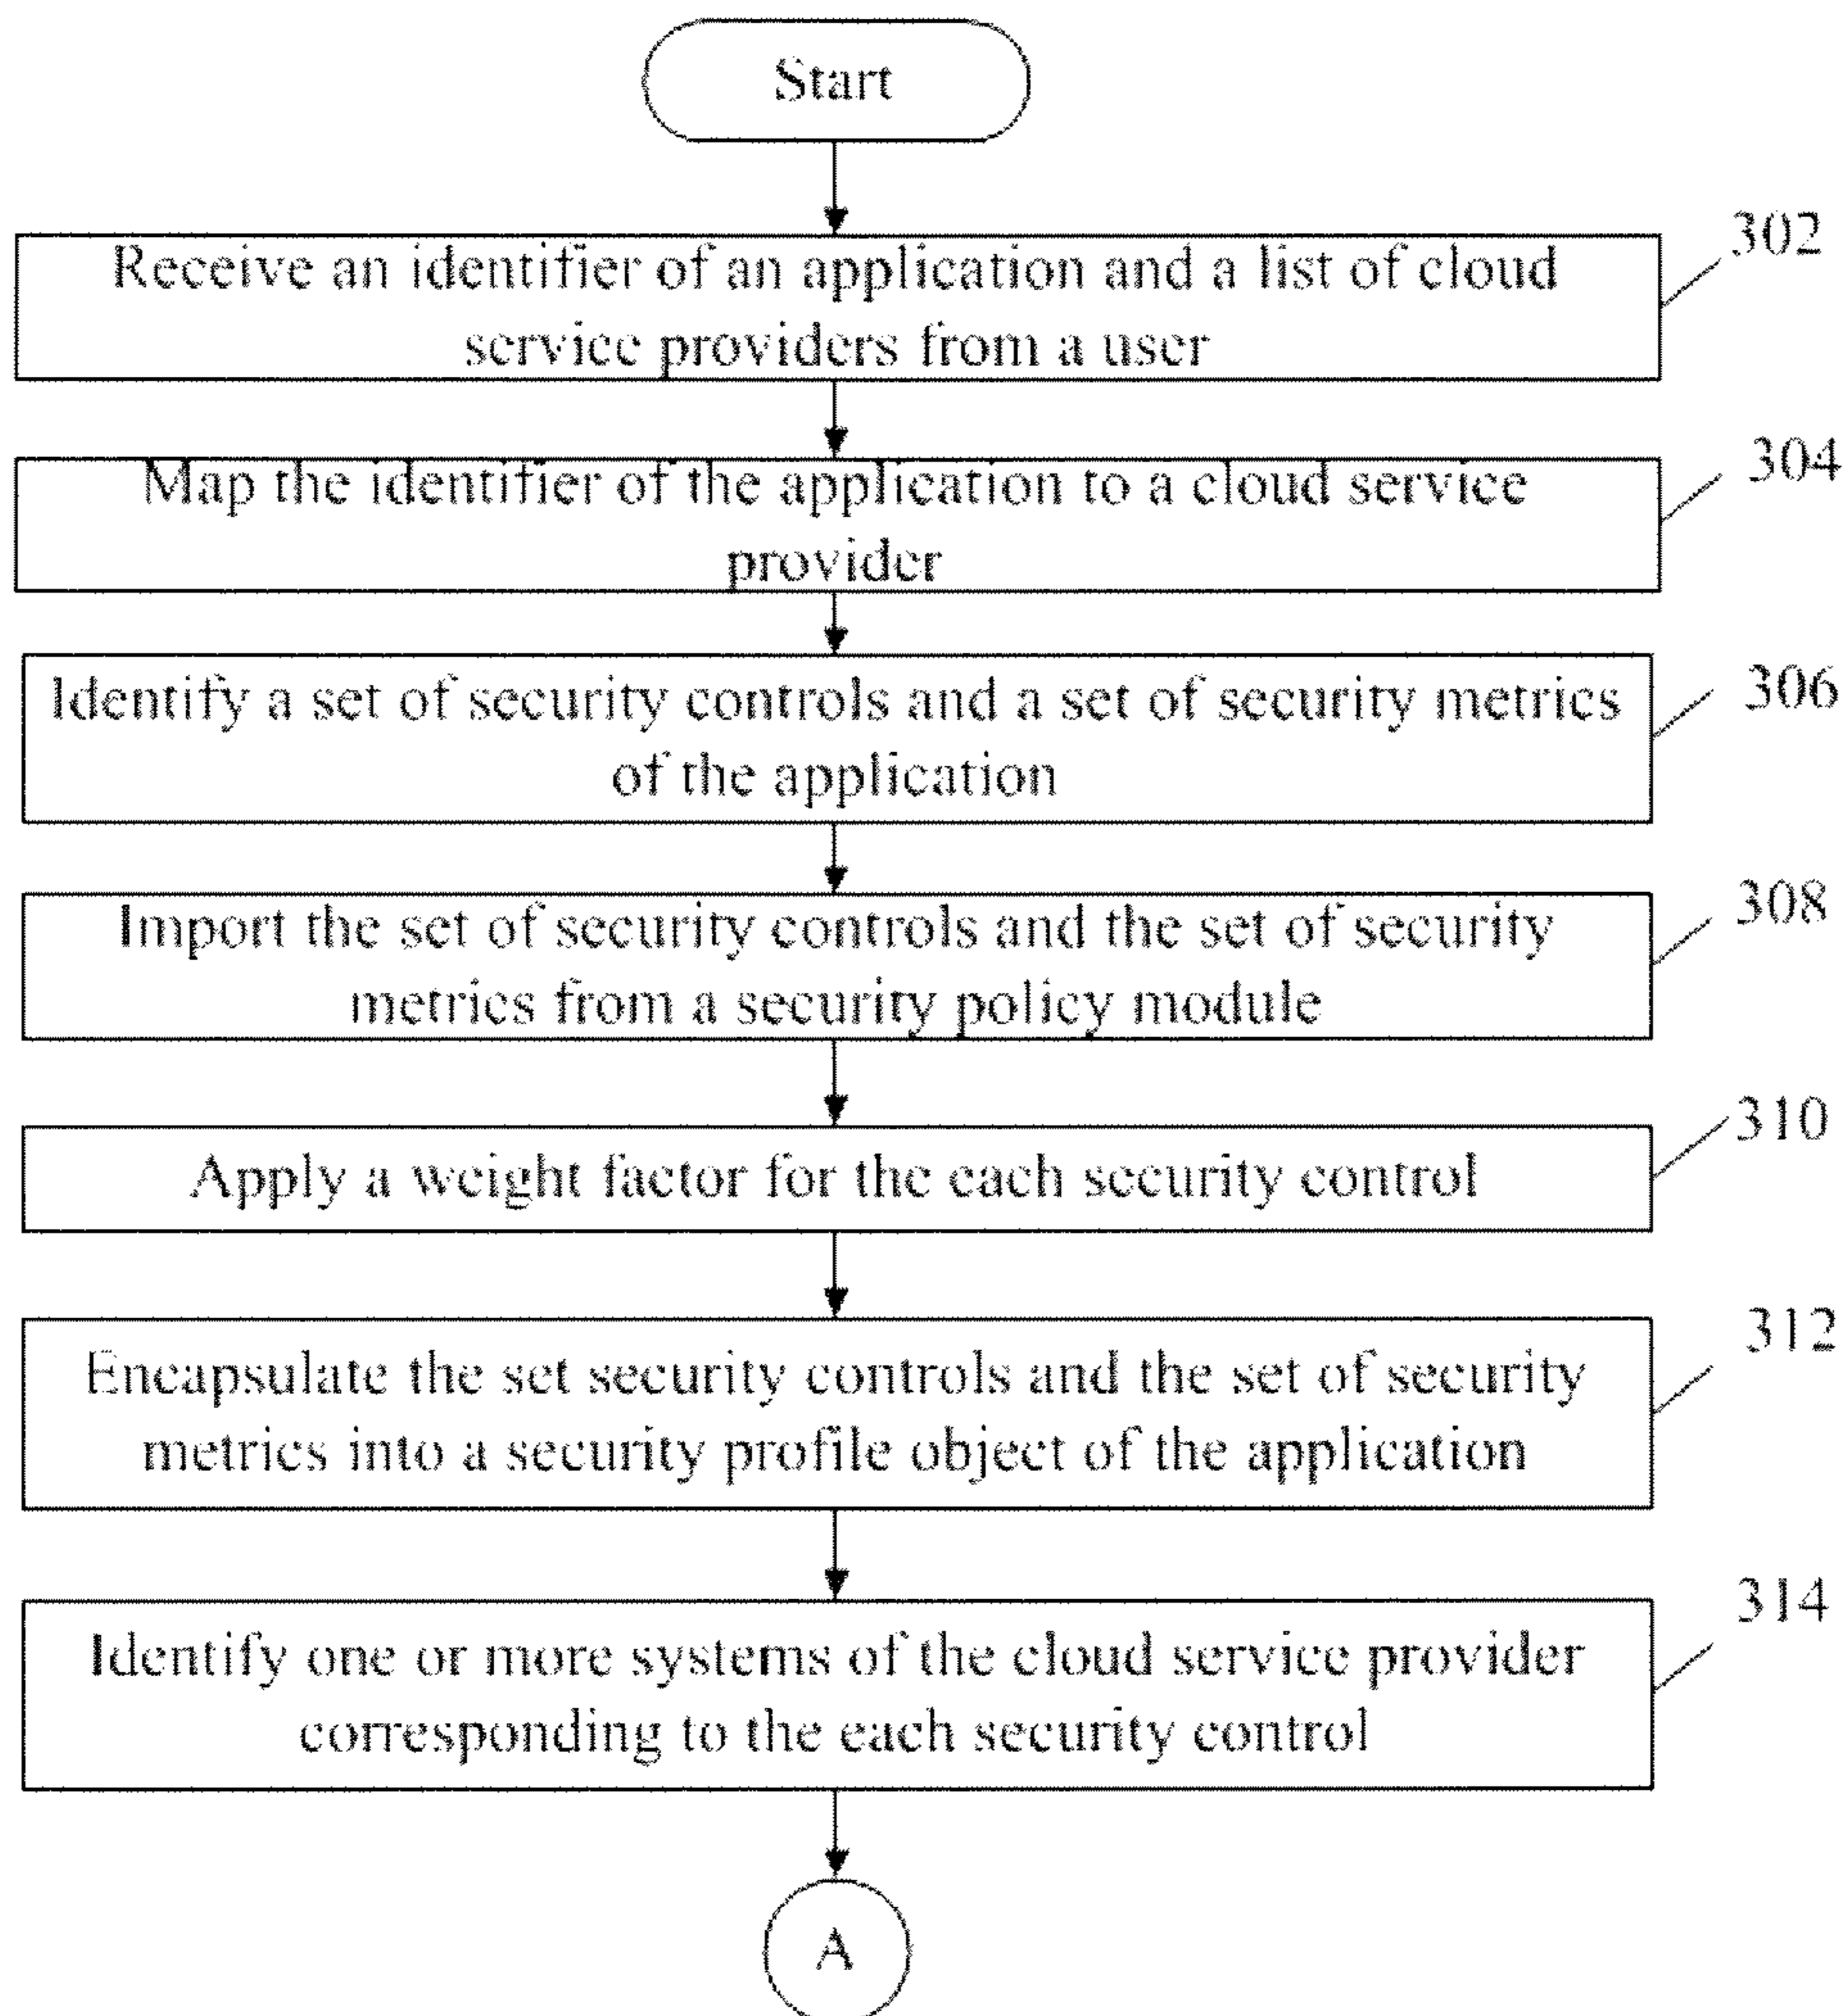 Start
302
Receive an identifier of an application and a list of cloud
service providers from a user
304
Map the identifier of the application to a cloud service
provider
306
Identify a set of security controls and a set of security metrics
of the application
308
Import the set of security controls and the set of security
metrics from a security policy module
310
Apply a weight factor for the each security control
312
Encapsulate the set security controls and the set of security
metrics into a security profile object of the application
314
Identify one or more systems of the cloud service provider
corresponding to the each security control
A